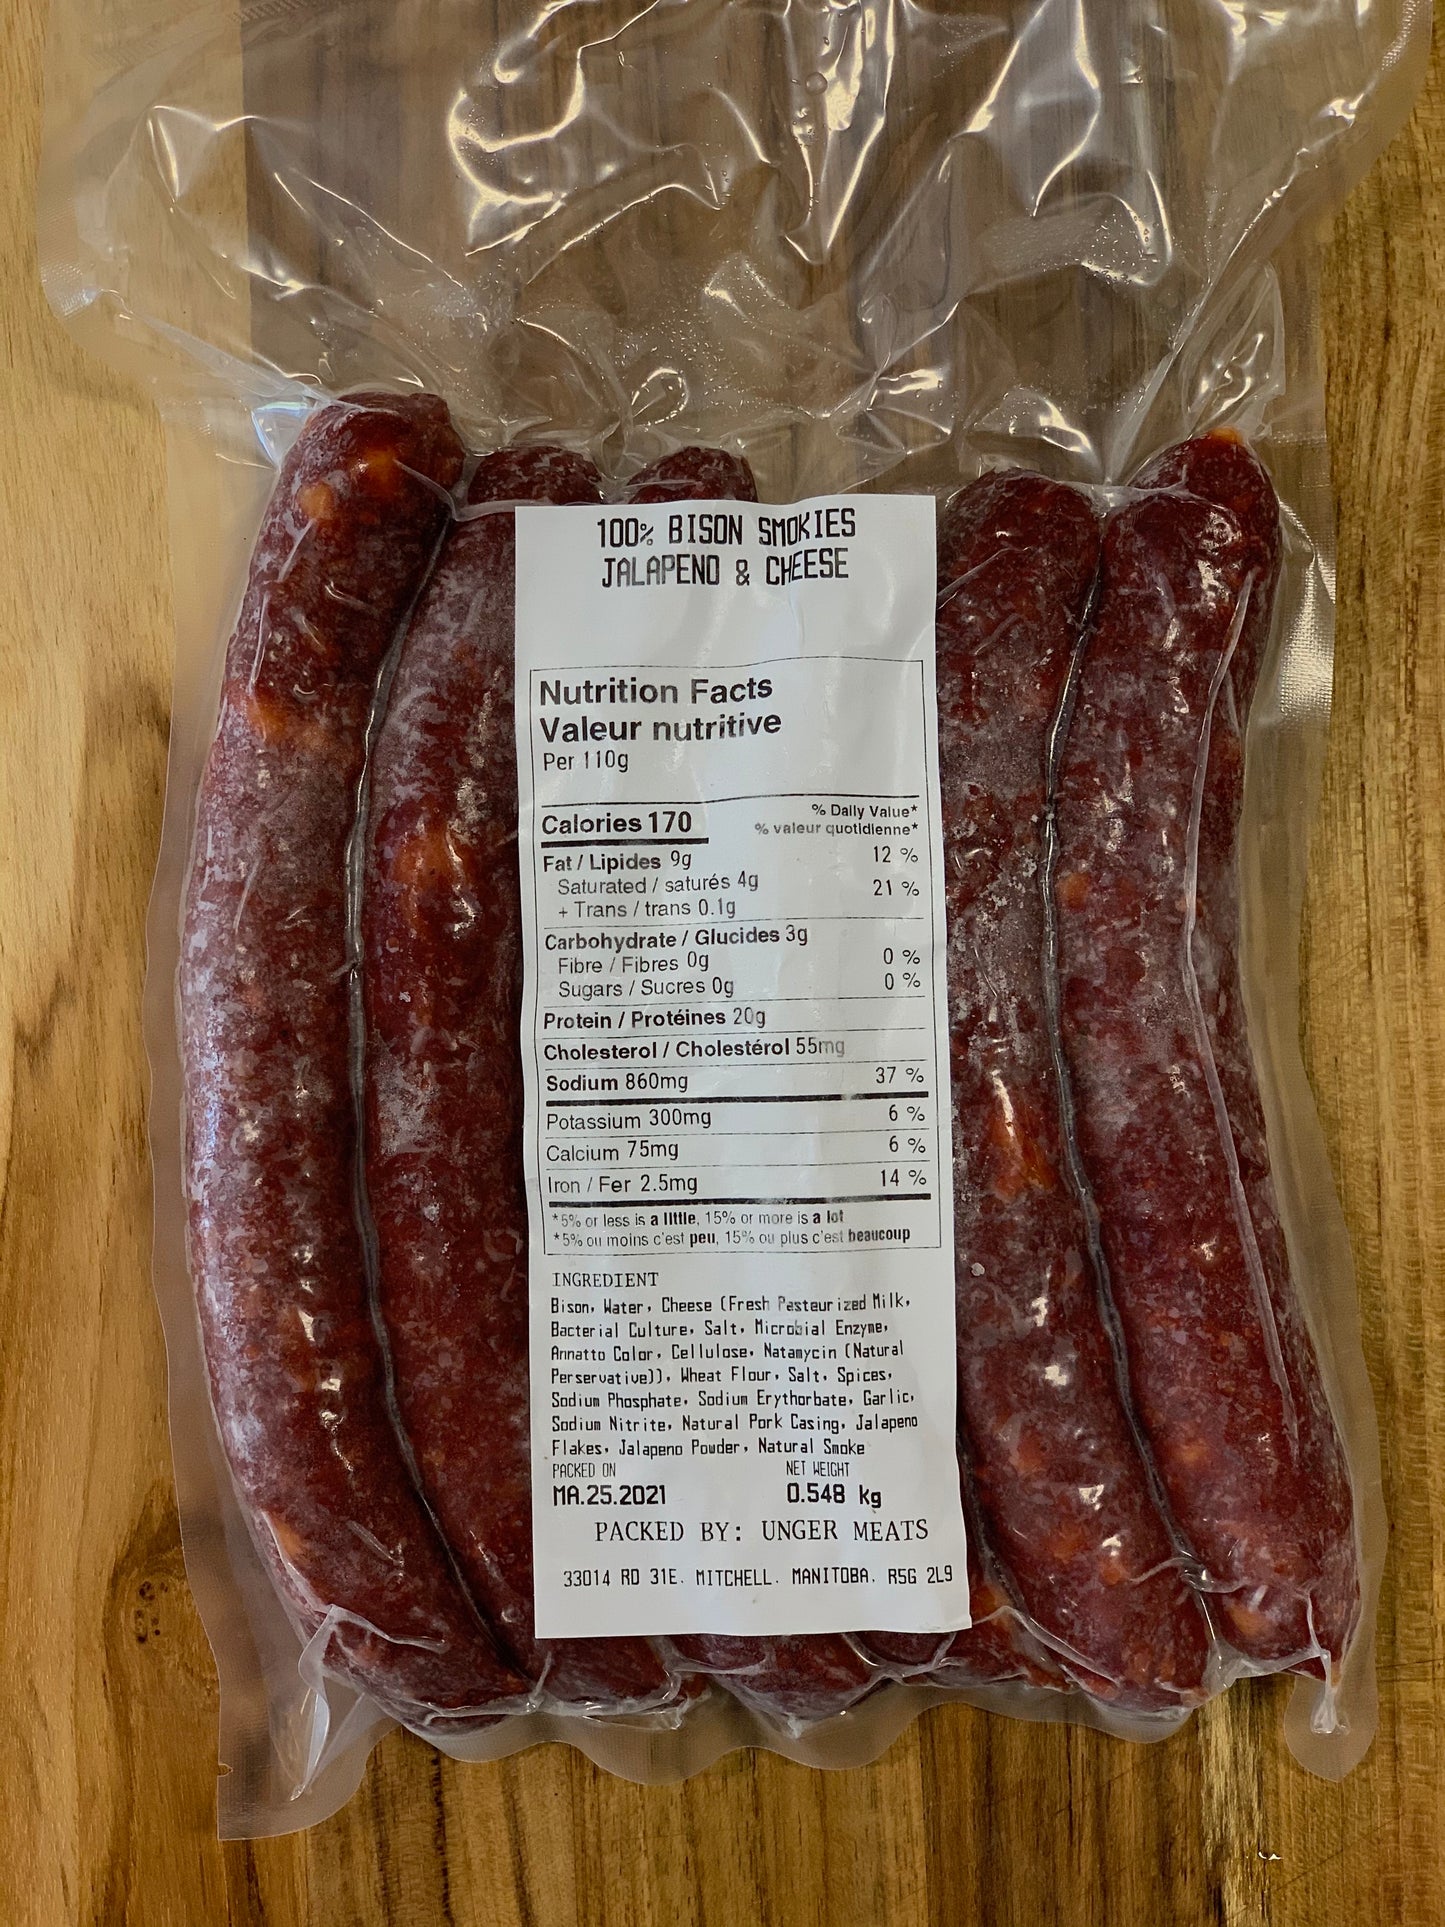 100% BISON SMOKIES
JALAPENO & CHEESE
Nutrition Facts
Valeur nutritive
Per 110g
% Daily Value*
Calories 170 % valeur quotidienne*
Fat / Lipides 9g 12 %
Saturated / saturés 4g 21 %
+ Trans / trans 0.1g
Carbohydrate / Glucides 3g
Fibre / Fibres 0g 0 %
Sugars / Sucres 0g 0 %
Protein / Protéines 20g
Cholesterol / Cholestérol 55mg
Sodium 860mg 37 %
Potassium 300mg 6 %
Calcium 75mg 6 %
Iron / Fer 2.5mg 14 %
*5% or less is a little, 15% or more is a lot
*5% ou moins c'est peu, 15% ou plus c'est beaucoup
INGREDIENT
Bison, Water, Cheese (Fresh Pasteurized Milk,
Bacterial Culture, Salt, Microbial Enzyme,
Annatto Color, Cellulose, Natamycin (Natural
Perservative)), Wheat Flour, Salt, Spices,
Sodium Phosphate, Sodium Erythorbate, Garlic,
Sodium Nitrite, Natural Pork Casing, Jalapeno
Flakes, Jalapeno Powder, Natural Smoke
PACKED ON NET WEIGHT
MA.25.2021 0.548 kg
PACKED BY: UNGER MEATS
33014 RD 31E. MITCHELL. MANITOBA. R5G 2L9